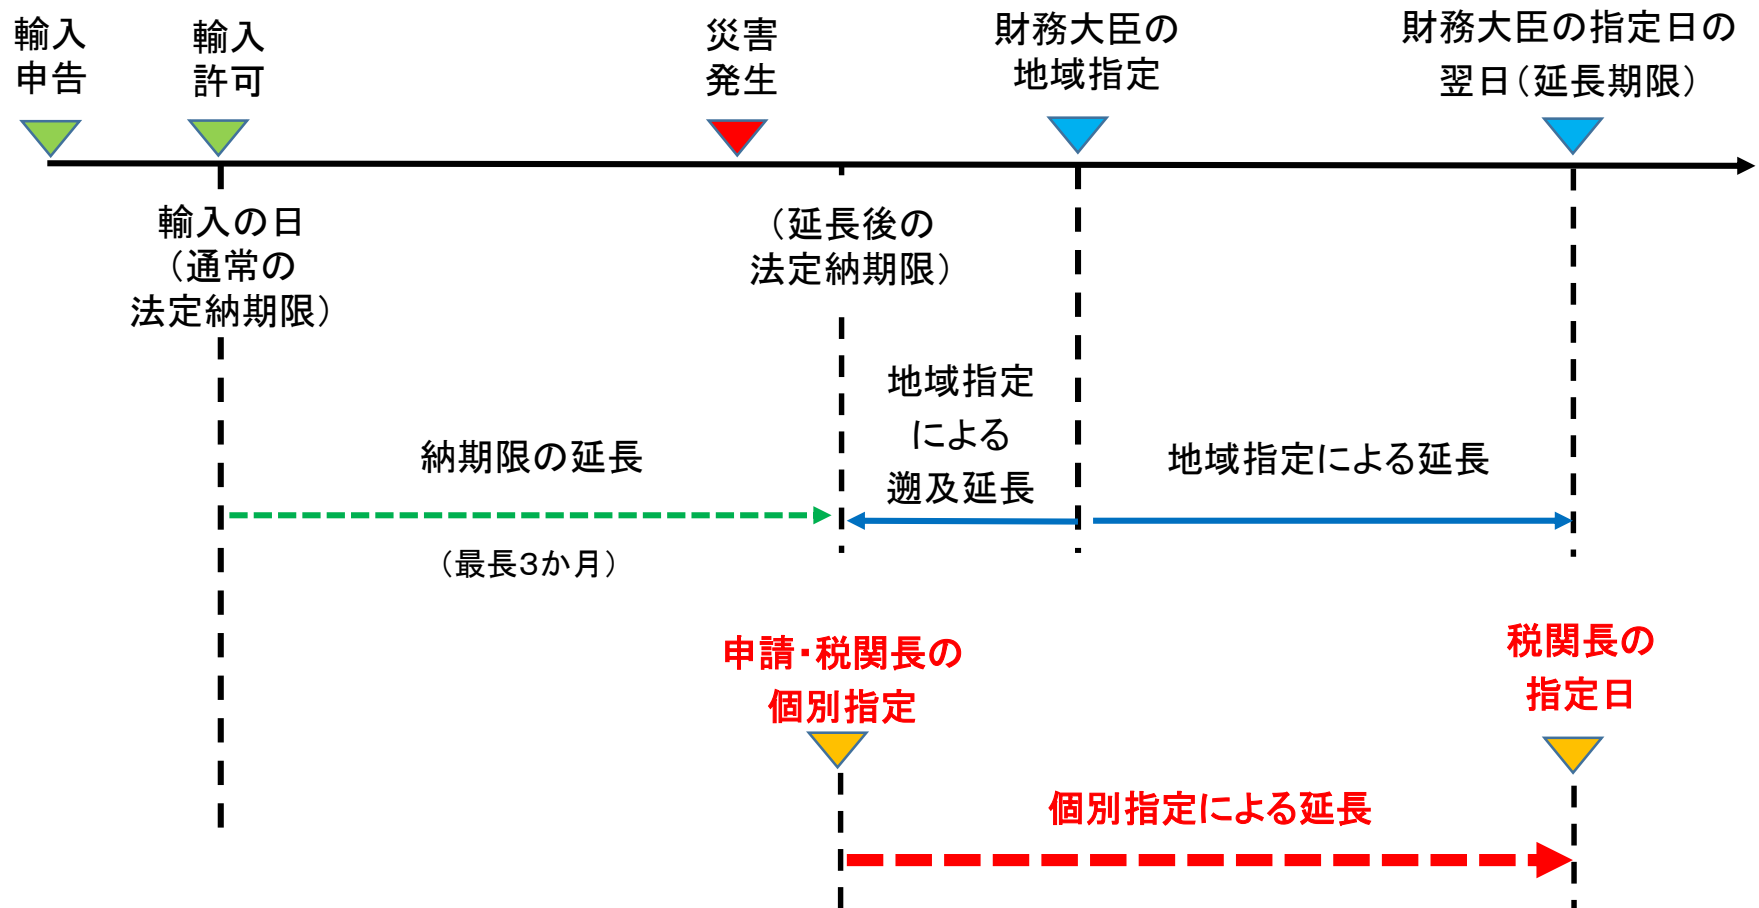 輸入
申告
輸入
許可
災害
発生
財務大臣の
地域指定
財務大臣の指定日の
翌日（延長期限）
輸入の日
（通常の
法定納期限）
（延長後の
法定納期限）
納期限の延長
（最長3か月）
地域指定
による
遡及延長
地域指定による延長
申請・税関長の
個別指定
税関長の
指定日
個別指定による延長